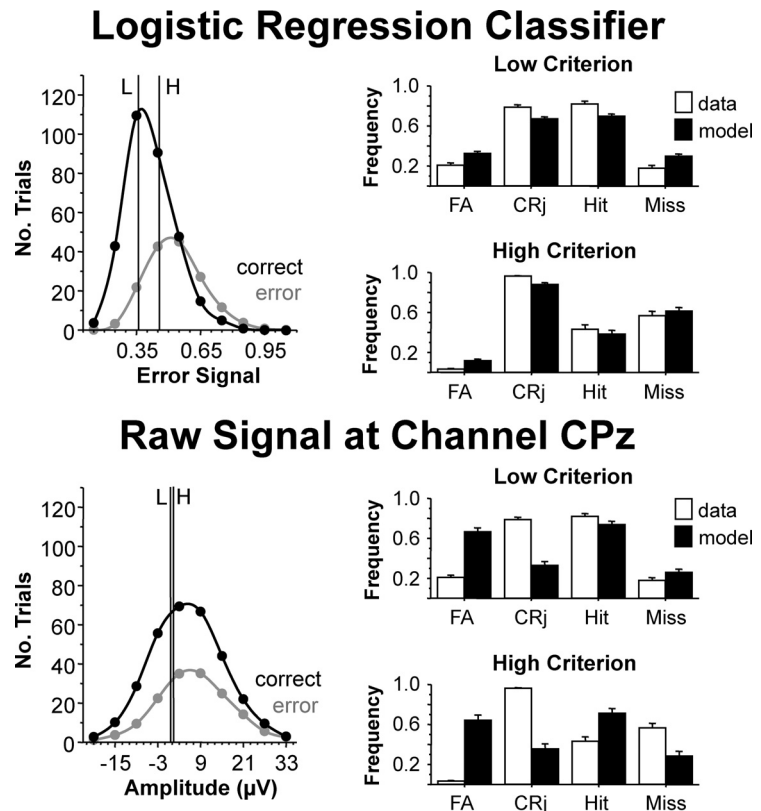 Logistic Regression Classifier
L H
120
100
80
60
40
20
0
No. Trials
correct
error
0.35 0.65 0.95
Error Signal
Low Criterion
1.0
0.6
0.2
Frequency
data
model
FA CRj Hit Miss
High Criterion
1.0
0.6
0.2
Frequency
FA CRj Hit Miss
Raw Signal at Channel CPz
L H
120
100
80
60
40
20
0
No. Trials
correct
error
-15 -3 9 21 33
Amplitude (µV)
Low Criterion
1.0
0.6
0.2
Frequency
data
model
FA CRj Hit Miss
High Criterion
1.0
0.6
0.2
Frequency
FA CRj Hit Miss